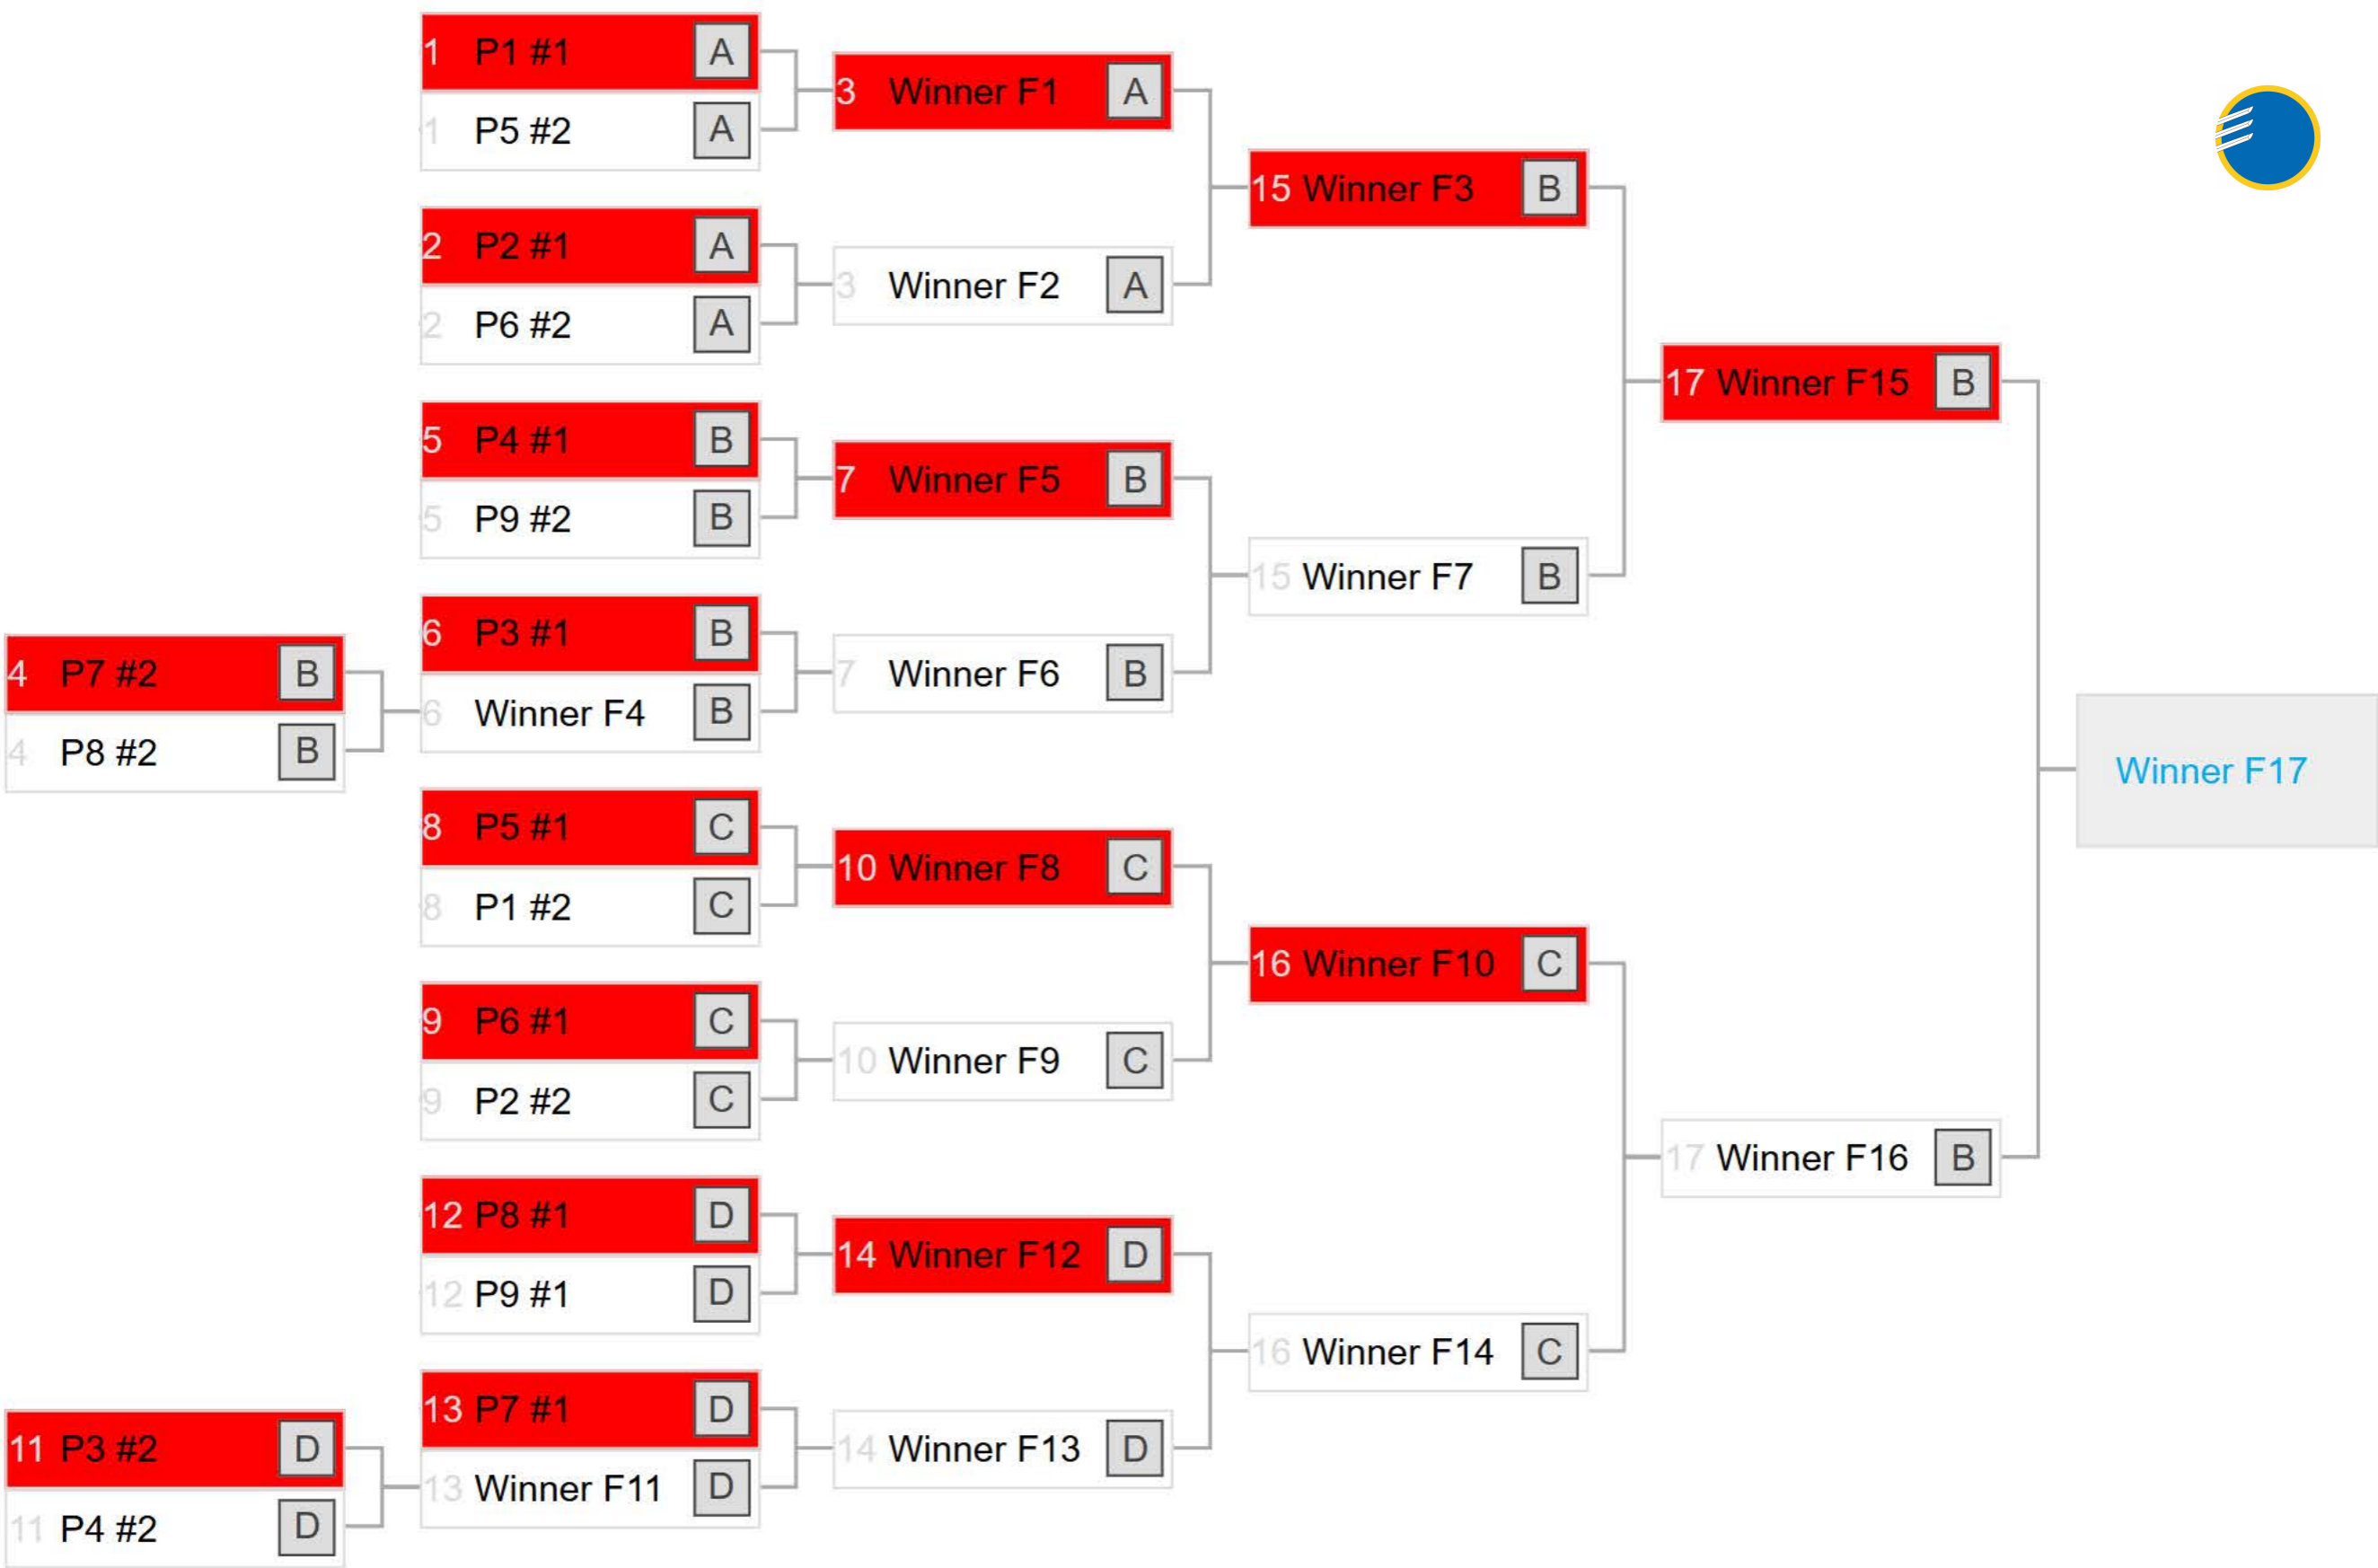 1 P1 #1 A
1 P5 #2 A
2 P2 #1 A
2 P6 #2 A
5 P4 #1 B
5 P9 #2 B
4 P7 #2 B
4 P8 #2 B
6 P3 #1 B
6 Winner F4 B
8 P5 #1 C
8 P1 #2 C
9 P6 #1 C
9 P2 #2 C
12 P8 #1 D
12 P9 #1 D
11 P3 #2 D
11 P4 #2 D
13 P7 #1 D
13 Winner F11 D
3 Winner F1 A
3 Winner F2 A
7 Winner F5 B
7 Winner F6 B
10 Winner F8 C
10 Winner F9 C
14 Winner F12 D
14 Winner F13 D
15 Winner F3 B
15 Winner F7 B
16 Winner F10 C
16 Winner F14 C
17 Winner F15 B
17 Winner F16 B
Winner F17